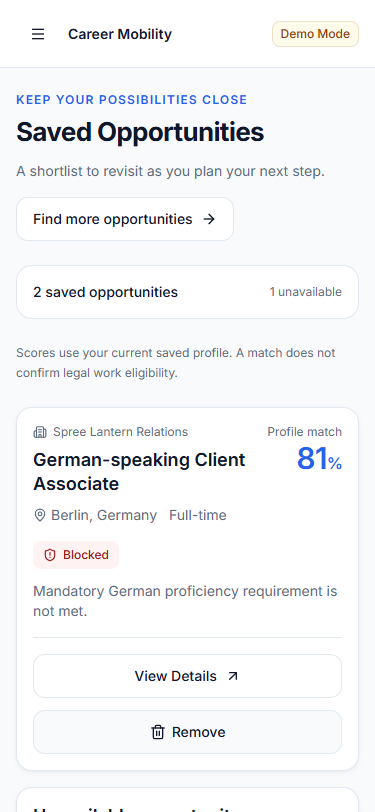 Career Mobility
Demo Mode
KEEP YOUR POSSIBILITIES CLOSE
Saved Opportunities
A shortlist to revisit as you plan your next step.
Find more opportunities
2 saved opportunities
1 unavailable
Scores use your current saved profile. A match does not
confirm legal work eligibility.
Spree Lantern Relations
Profile match
German-speaking Client
Associate
81%
Berlin, Germany Full-time
Blocked
Mandatory German proficiency requirement is
not met.
View Details
Remove